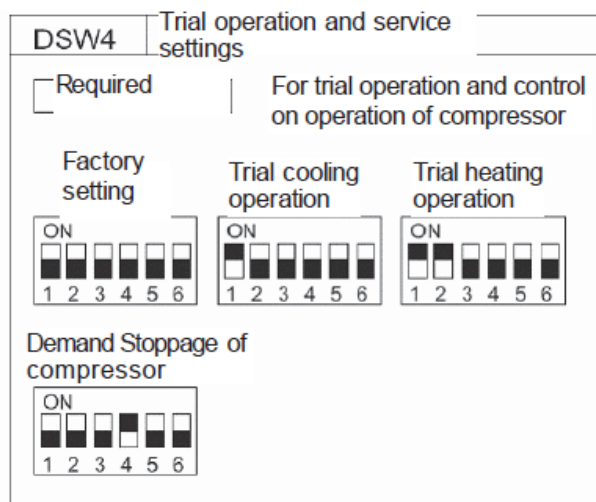 DSW4
Trial operation and service
settings
Required
For trial operation and control
on operation of compressor
Factory
setting
ON
1 2 3 4 5 6
Trial cooling
operation
ON
1 2 3 4 5 6
Trial heating
operation
ON
1 2 3 4 5 6
Demand Stoppage of
compressor
ON
1 2 3 4 5 6